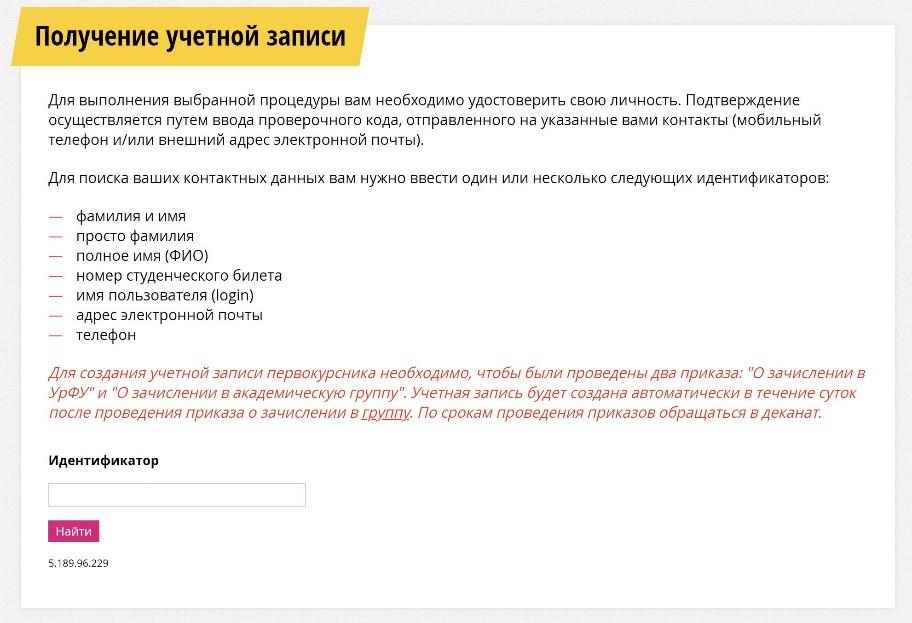 Получение учетной записи
Для выполнения выбранной процедуры вам необходимо удостоверить свою личность. Подтверждение
осуществляется путем ввода проверочного кода, отправленного на указанные вами контакты (мобильный
телефон и/или внешний адрес электронной почты).
Для поиска ваших контактных данных вам нужно ввести один или несколько следующих идентификаторов:
— фамилия и имя
— просто фамилия
— полное имя (ФИО)
— номер студенческого билета
— имя пользователя (login)
— адрес электронной почты
— телефон
Для создания учетной записи первокурсника необходимо, чтобы были проведены два приказа: "О зачислении в
УрФУ" и "О зачислении в академическую группу". Учетная запись будет создана автоматически в течение суток
после проведения приказа о зачислении в группу. По срокам проведения приказов обращаться в деканат.
Идентификатор
Найти
5.189.96.229